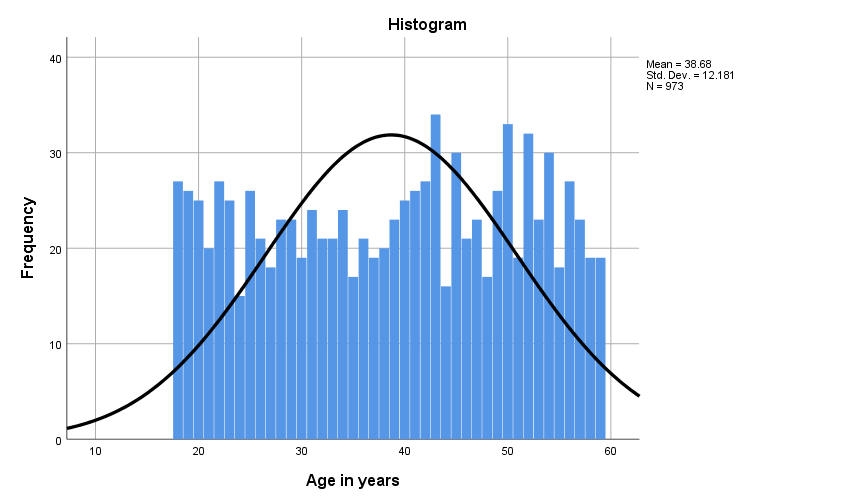 Histogram
Mean = 38.68
Std. Dev. = 12.181
N = 973
40
30
20
10
0
Frequency
10 20 30 40 50 60
Age in years